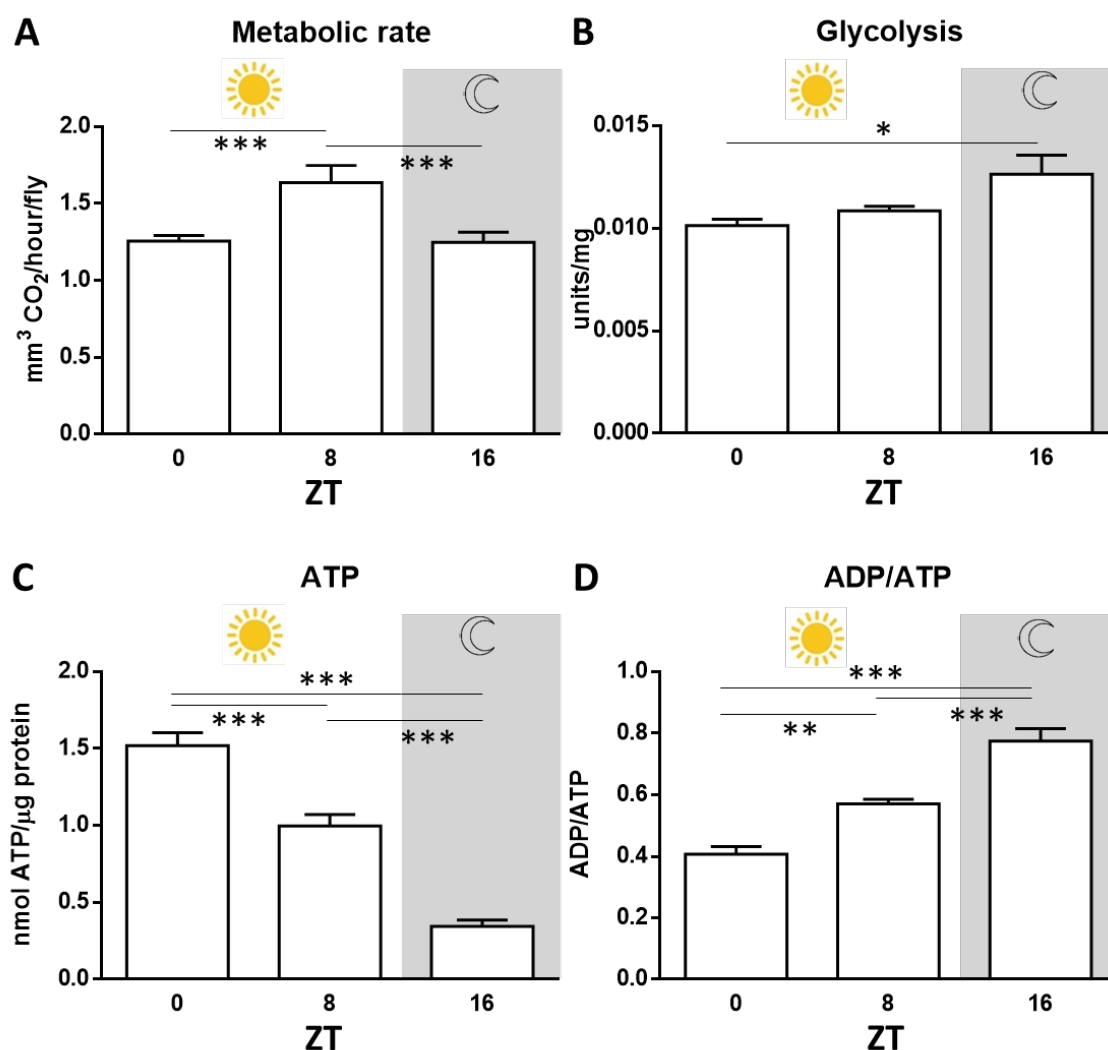 A
Metabolic rate
2.0
1.5
1.0
0.5
0.0
mm³ CO₂/hour/fly
***
***
0 8 16
ZT
B
Glycolysis
0.015
0.010
0.005
0.000
units/mg
*
0 8 16
ZT
C
ATP
2.0
1.5
1.0
0.5
0.0
nmol ATP/µg protein
***
***
***
0 8 16
ZT
D
ADP/ATP
1.0
0.8
0.6
0.4
0.2
0.0
ADP/ATP
***
**
***
0 8 16
ZT